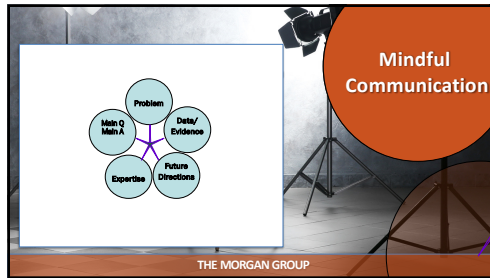 Mindful
Communication
Problem
Main Q
Main A
Data/
Evidence
Expertise
Future
Directions
THE MORGAN GROUP